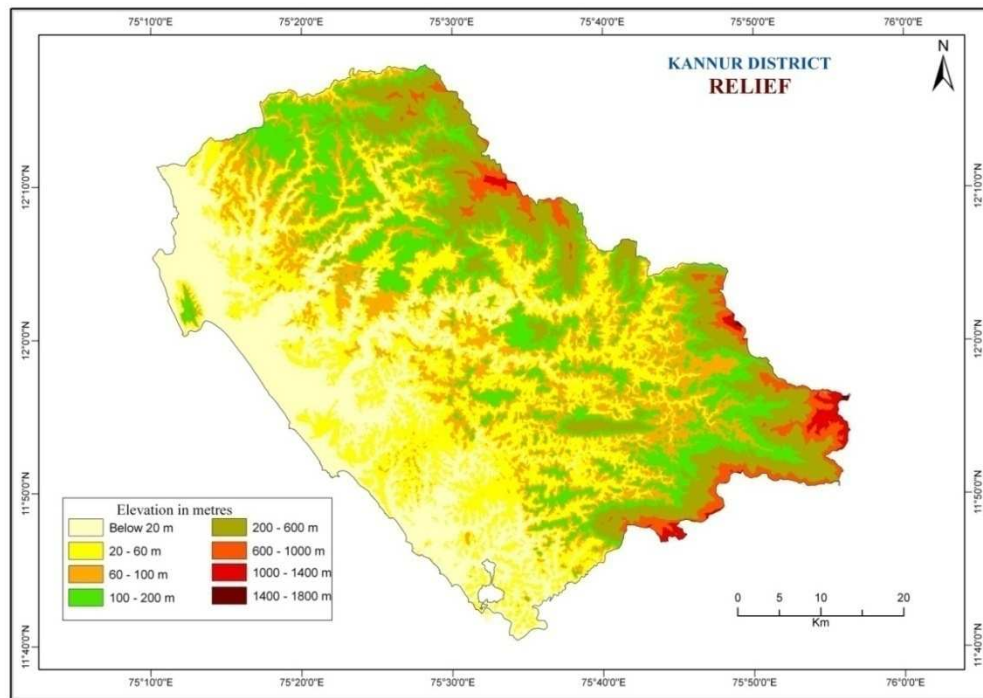 75°10'0"E 75°20'0"E 75°30'0"E 75°40'0"E 75°50'0"E 76°0'0"E
KANNUR DISTRICT
RELIEF
N
12°10'0"N 12°10'0"N
12°0'0"N 12°0'0"N
11°50'0"N 11°50'0"N
11°40'0"N 11°40'0"N
Elevation in metres
Below 20 m 200 - 600 m
20 - 60 m 600 - 1000 m
60 - 100 m 1000 - 1400 m
100 - 200 m 1400 - 1800 m
0 5 10 20
Km
75°10'0"E 75°20'0"E 75°30'0"E 75°40'0"E 75°50'0"E 76°0'0"E